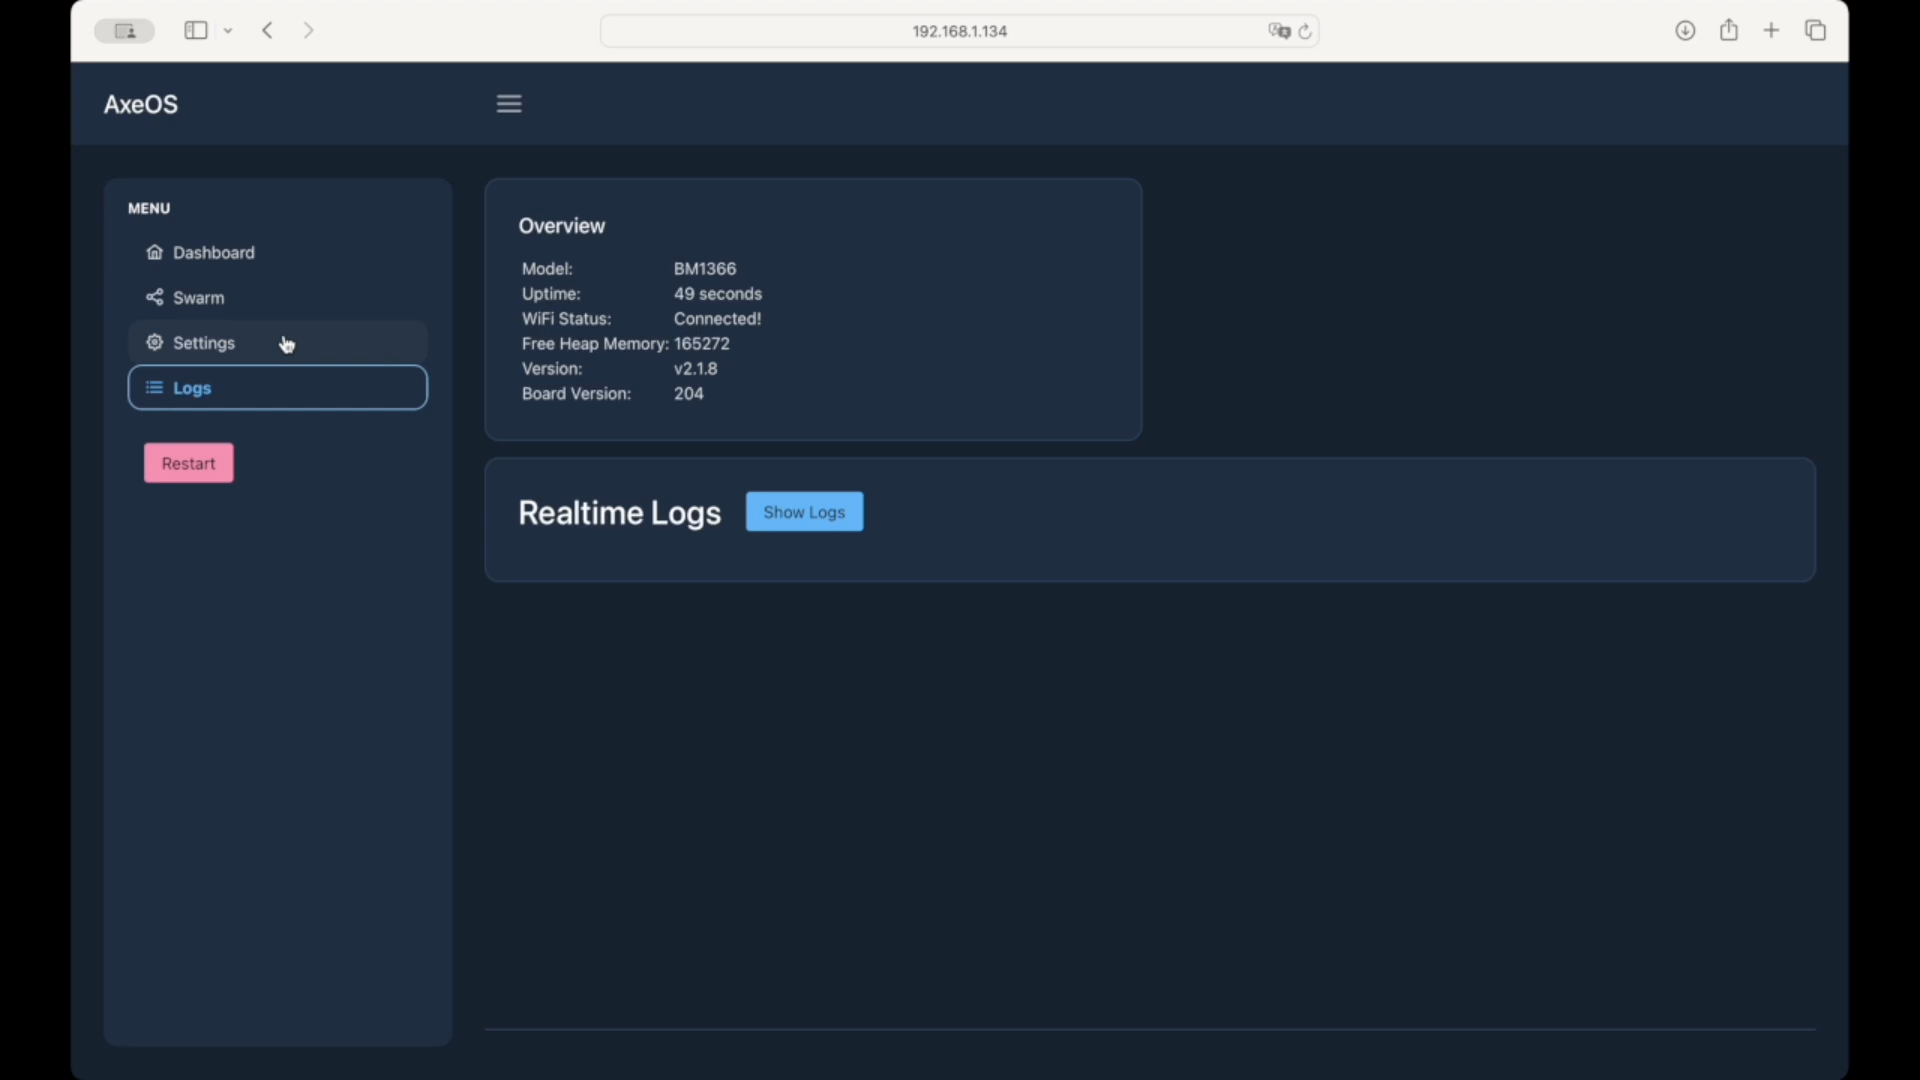 192.168.1.134
AxeOS
MENU
Dashboard
Swarm
Settings
Logs
Restart
Overview
Model: BM1366
Uptime: 49 seconds
WiFi Status: Connected!
Free Heap Memory: 165272
Version: v2.1.8
Board Version: 204
Realtime Logs Show Logs